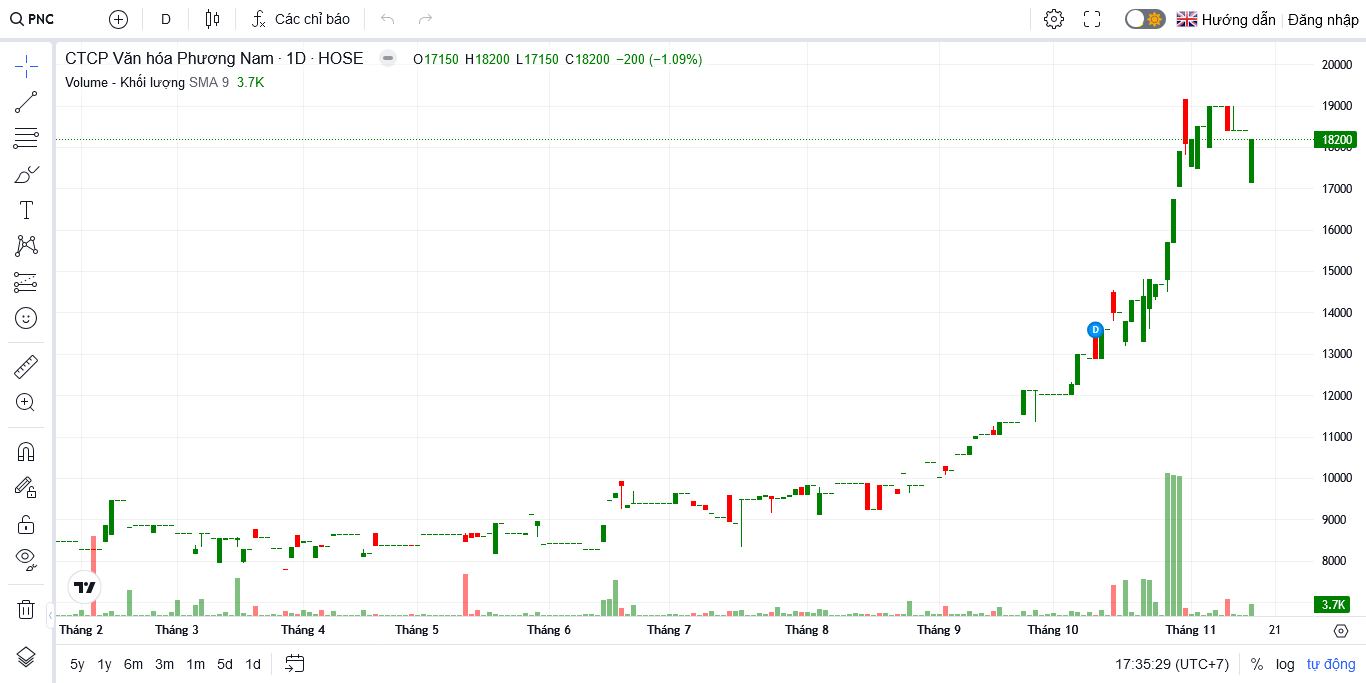 PNC D Các chỉ báo Hướng dẫn Đăng nhập
CTCP Văn hóa Phương Nam · 1D · HOSE O17150 H18200 L17150 C18200 −200 (−1.09%)
Volume - Khối lượng SMA 9 3.7K
20000
19000
18200
18000
17000
16000
15000
14000
D
13000
12000
11000
10000
9000
8000
3.7K
Tháng 2 Tháng 3 Tháng 4 Tháng 5 Tháng 6 Tháng 7 Tháng 8 Tháng 9 Tháng 10 Tháng 11 21
5y 1y 6m 3m 1m 5d 1d 17:35:29 (UTC+7) % log tự động